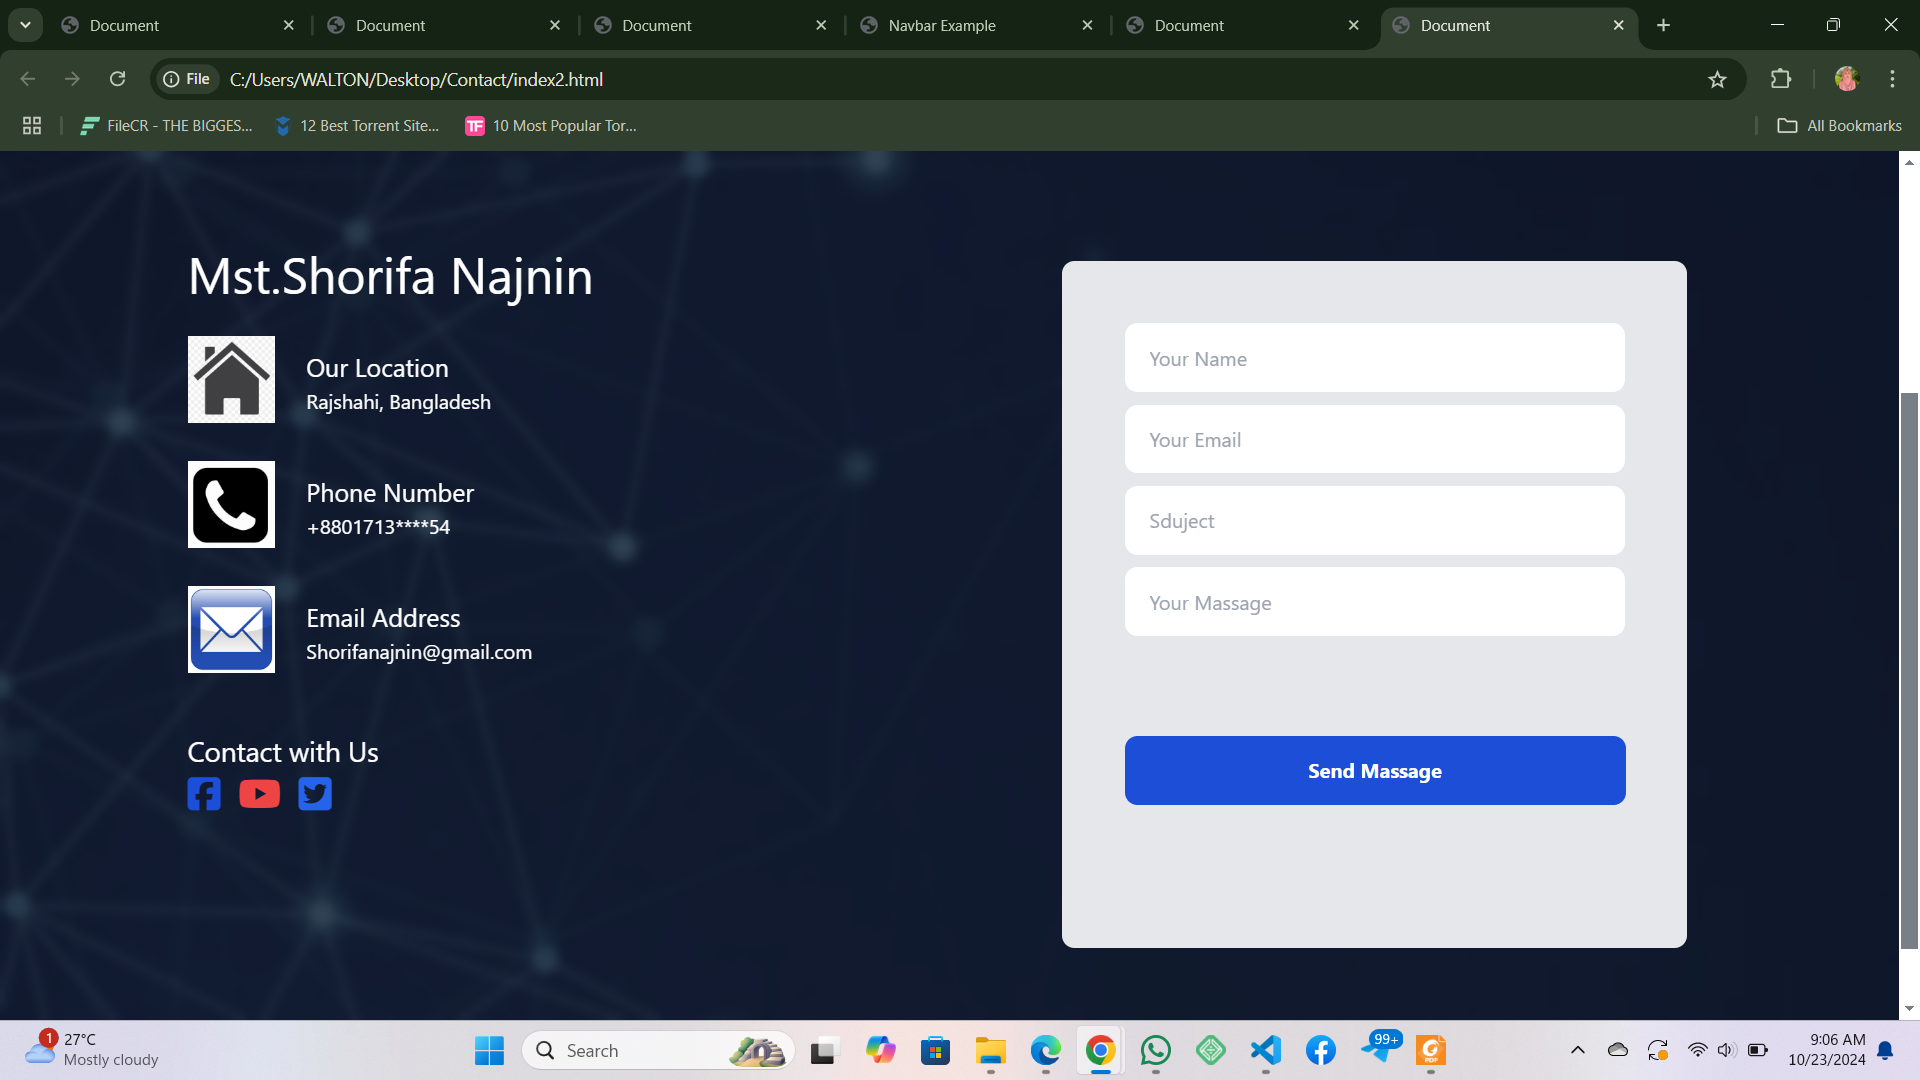 Document
Document
Document
Navbar Example
Document
Document
File
C:/Users/WALTON/Desktop/Contact/index2.html
FileCR - THE BIGGES...
12 Best Torrent Site...
TF
10 Most Popular Tor...
All Bookmarks
Mst.Shorifa Najnin
Our Location
Rajshahi, Bangladesh
Phone Number
+8801713****54
Email Address
Shorifanajnin@gmail.com
Contact with Us
Your Name
Your Email
Sduject
Your Massage
Send Massage
1
27°C
Mostly cloudy
Search
99+
PDF
9:06 AM
10/23/2024